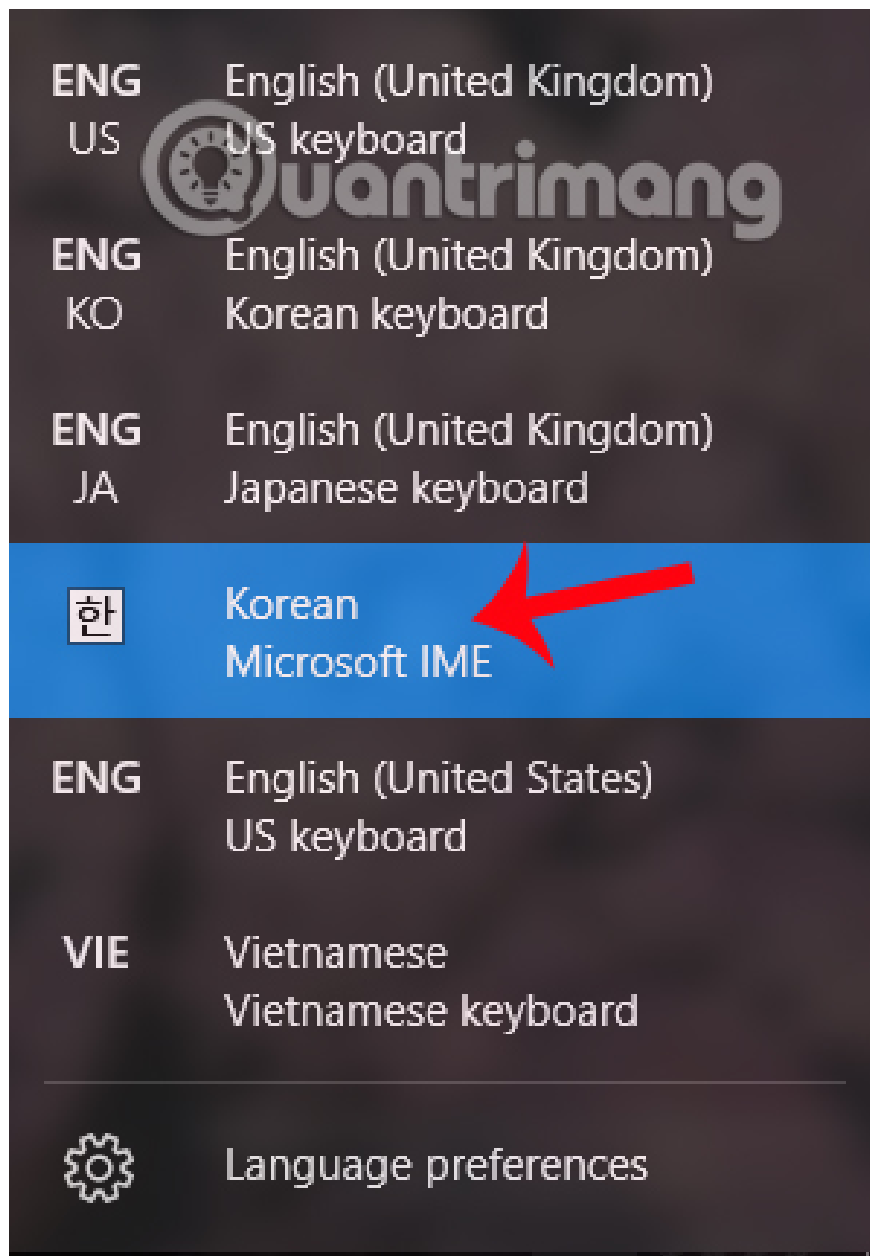 ENG English (United Kingdom)
US US keyboard
Quantrimang
ENG English (United Kingdom)
KO Korean keyboard
ENG English (United Kingdom)
JA Japanese keyboard
한 Korean
Microsoft IME
ENG English (United States)
US keyboard
VIE Vietnamese
Vietnamese keyboard
Language preferences